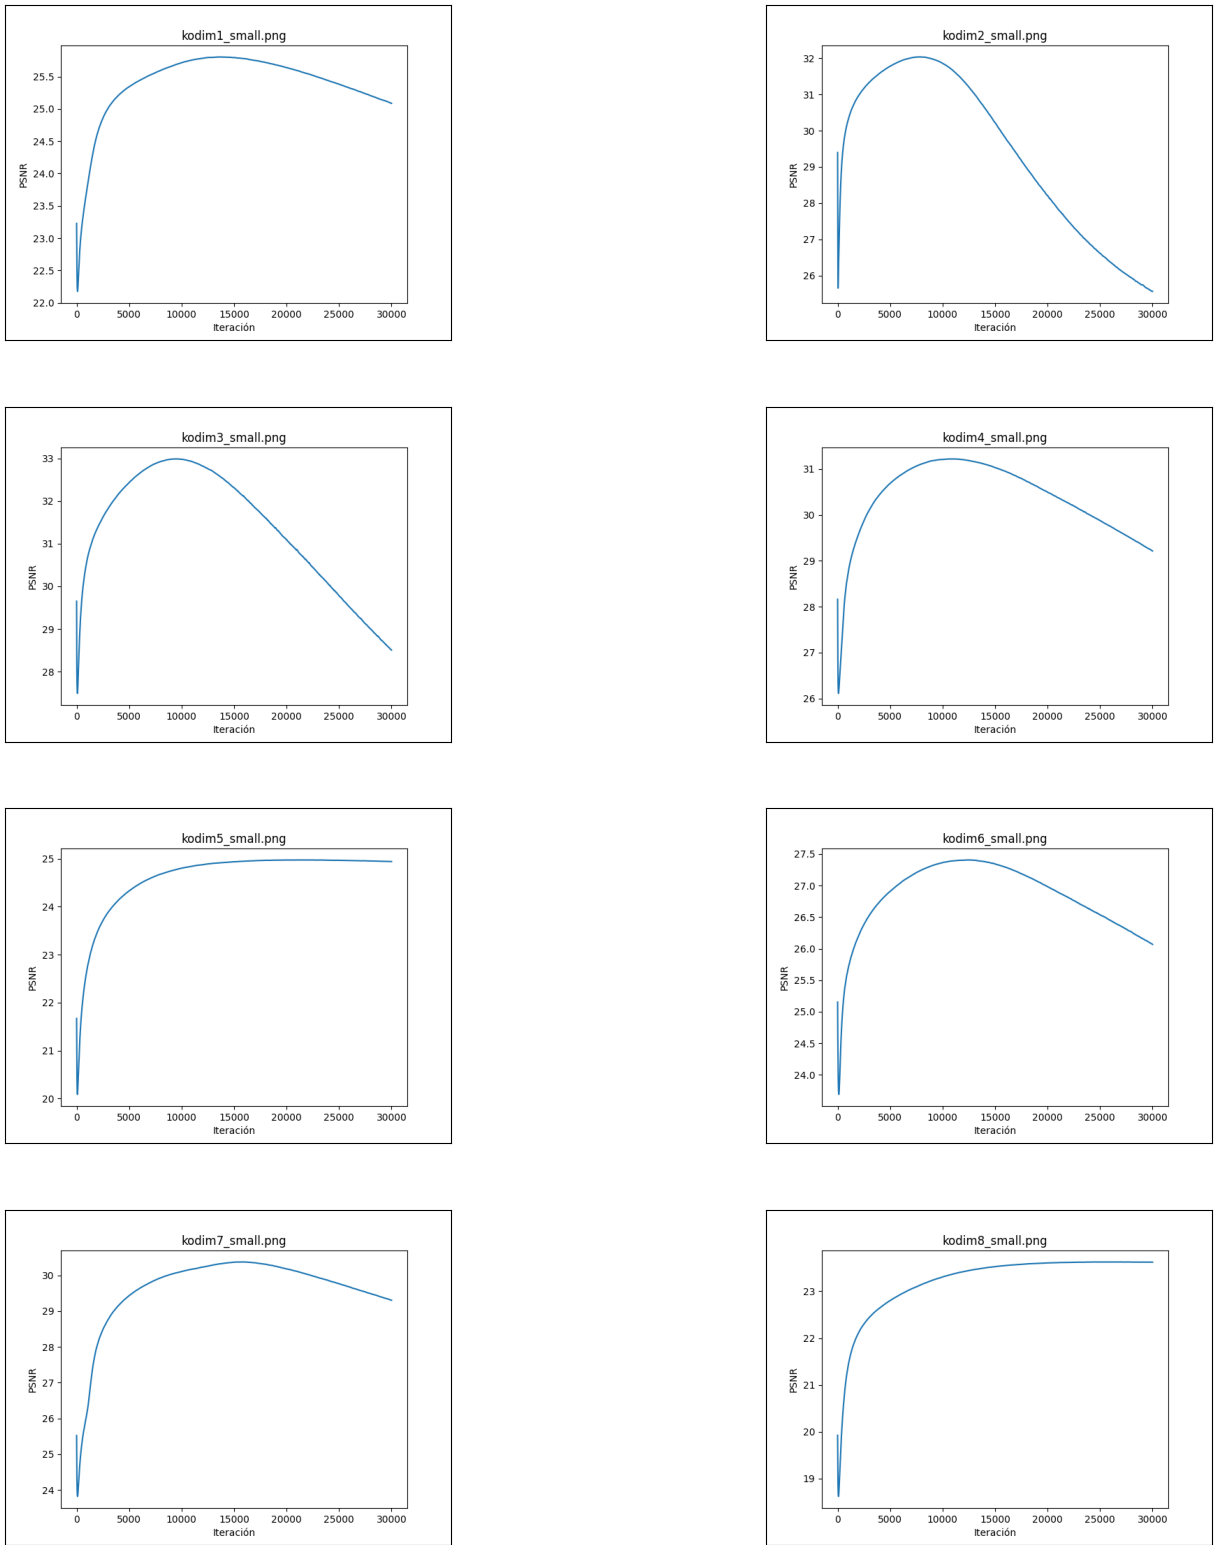 kodim1_small.png
PSNR
25.5
25.0
24.5
24.0
23.5
23.0
22.5
22.0
0 5000 10000 15000 20000 25000 30000
Iteración
kodim2_small.png
PSNR
32
31
30
29
28
27
26
0 5000 10000 15000 20000 25000 30000
Iteración
kodim3_small.png
PSNR
33
32
31
30
29
28
0 5000 10000 15000 20000 25000 30000
Iteración
kodim4_small.png
PSNR
31
30
29
28
27
26
0 5000 10000 15000 20000 25000 30000
Iteración
kodim5_small.png
PSNR
25
24
23
22
21
20
0 5000 10000 15000 20000 25000 30000
Iteración
kodim6_small.png
PSNR
27.5
27.0
26.5
26.0
25.5
25.0
24.5
24.0
0 5000 10000 15000 20000 25000 30000
Iteración
kodim7_small.png
PSNR
30
29
28
27
26
25
24
0 5000 10000 15000 20000 25000 30000
Iteración
kodim8_small.png
PSNR
23
22
21
20
19
0 5000 10000 15000 20000 25000 30000
Iteración